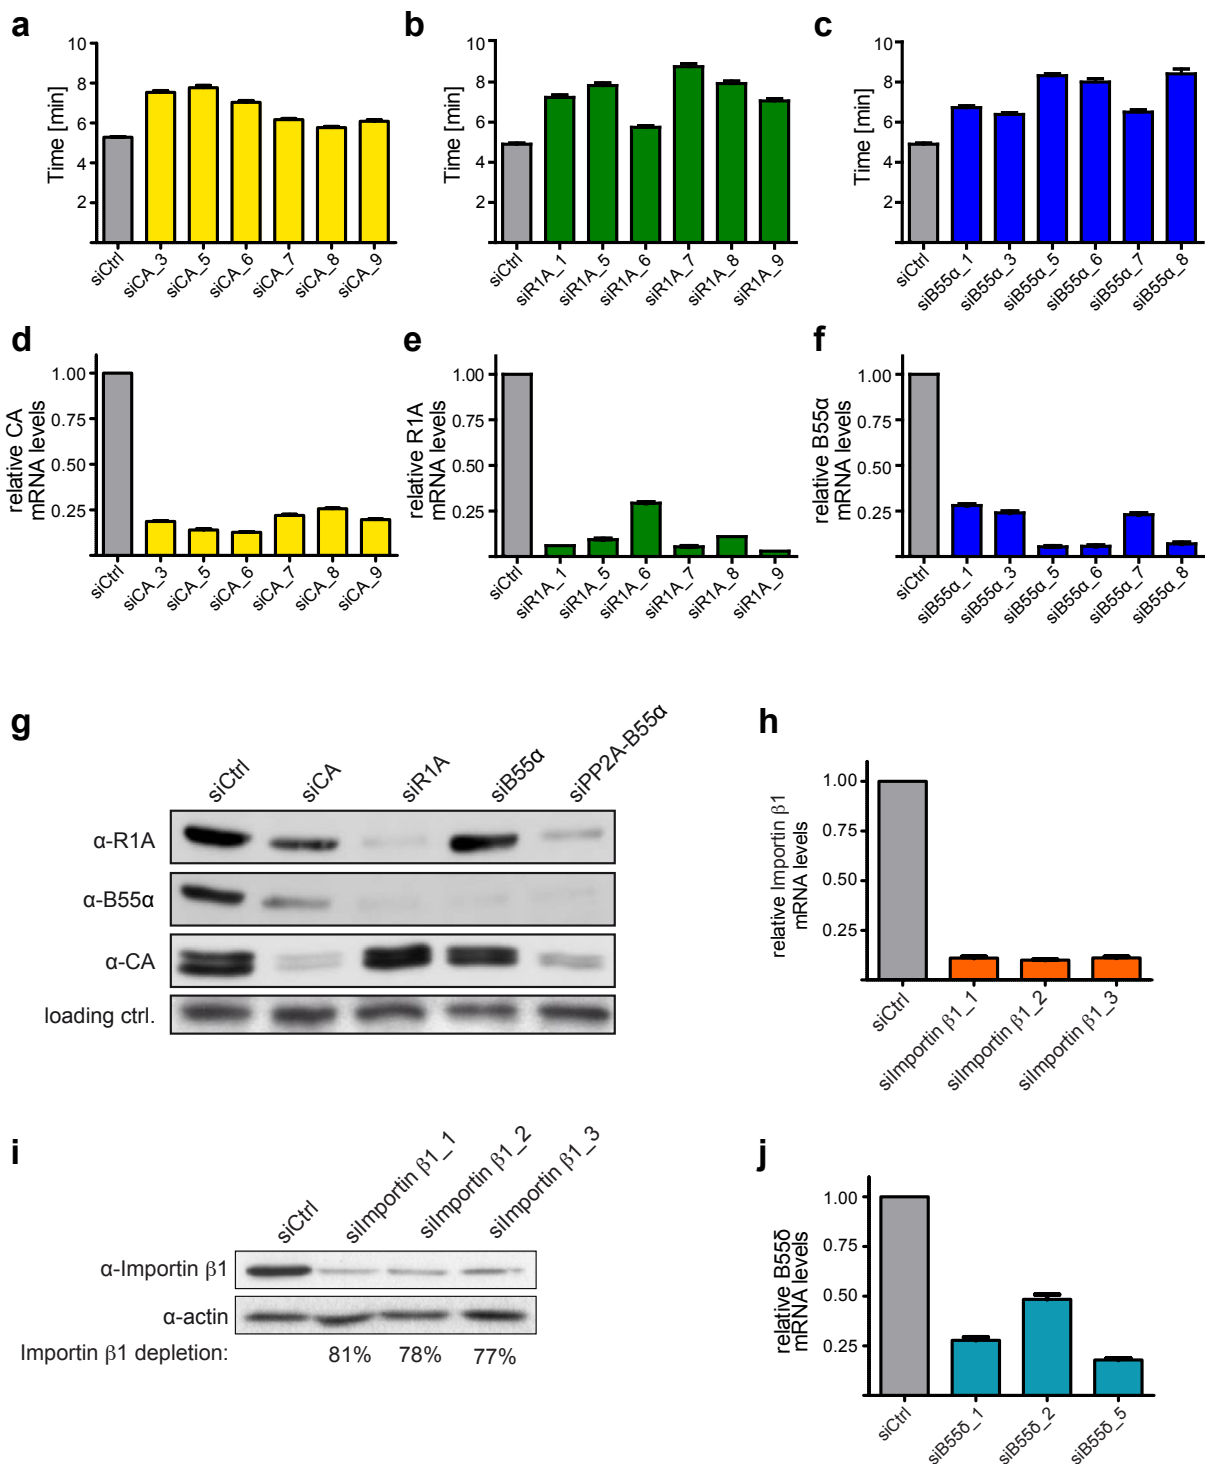 a
10
8
6
4
2
Time [min]
siCtrl
siCA_3
siCA_5
siCA_6
siCA_7
siCA_8
siCA_9
b
10
8
6
4
2
Time [min]
siCtrl
siR1A_1
siR1A_5
siR1A_6
siR1A_7
siR1A_8
siR1A_9
c
10
8
6
4
2
Time [min]
siCtrl
siB55α_1
siB55α_3
siB55α_5
siB55α_6
siB55α_7
siB55α_8
d
1.00
0.75
0.50
0.25
relative CA
mRNA levels
siCtrl
siCA_3
siCA_5
siCA_6
siCA_7
siCA_8
siCA_9
e
1.00
0.75
0.50
0.25
relative R1A
mRNA levels
siCtrl
siR1A_1
siR1A_5
siR1A_6
siR1A_7
siR1A_8
siR1A_9
f
1.00
0.75
0.50
0.25
relative B55α
mRNA levels
siCtrl
siB55α_1
siB55α_3
siB55α_5
siB55α_6
siB55α_7
siB55α_8
g
siCtrl
siCA
siR1A
siB55α
siPP2A-B55α
α-R1A
α-B55α
α-CA
loading ctrl.
h
1.00
0.75
0.50
0.25
relative Importin β1
mRNA levels
siCtrl
siImportin β1_1
siImportin β1_2
siImportin β1_3
i
siCtrl
siImportin β1_1
siImportin β1_2
siImportin β1_3
α-Importin β1
α-actin
Importin β1 depletion: 81% 78% 77%
j
1.00
0.75
0.50
0.25
relative B55δ
mRNA levels
siCtrl
siB55δ_1
siB55δ_2
siB55δ_5